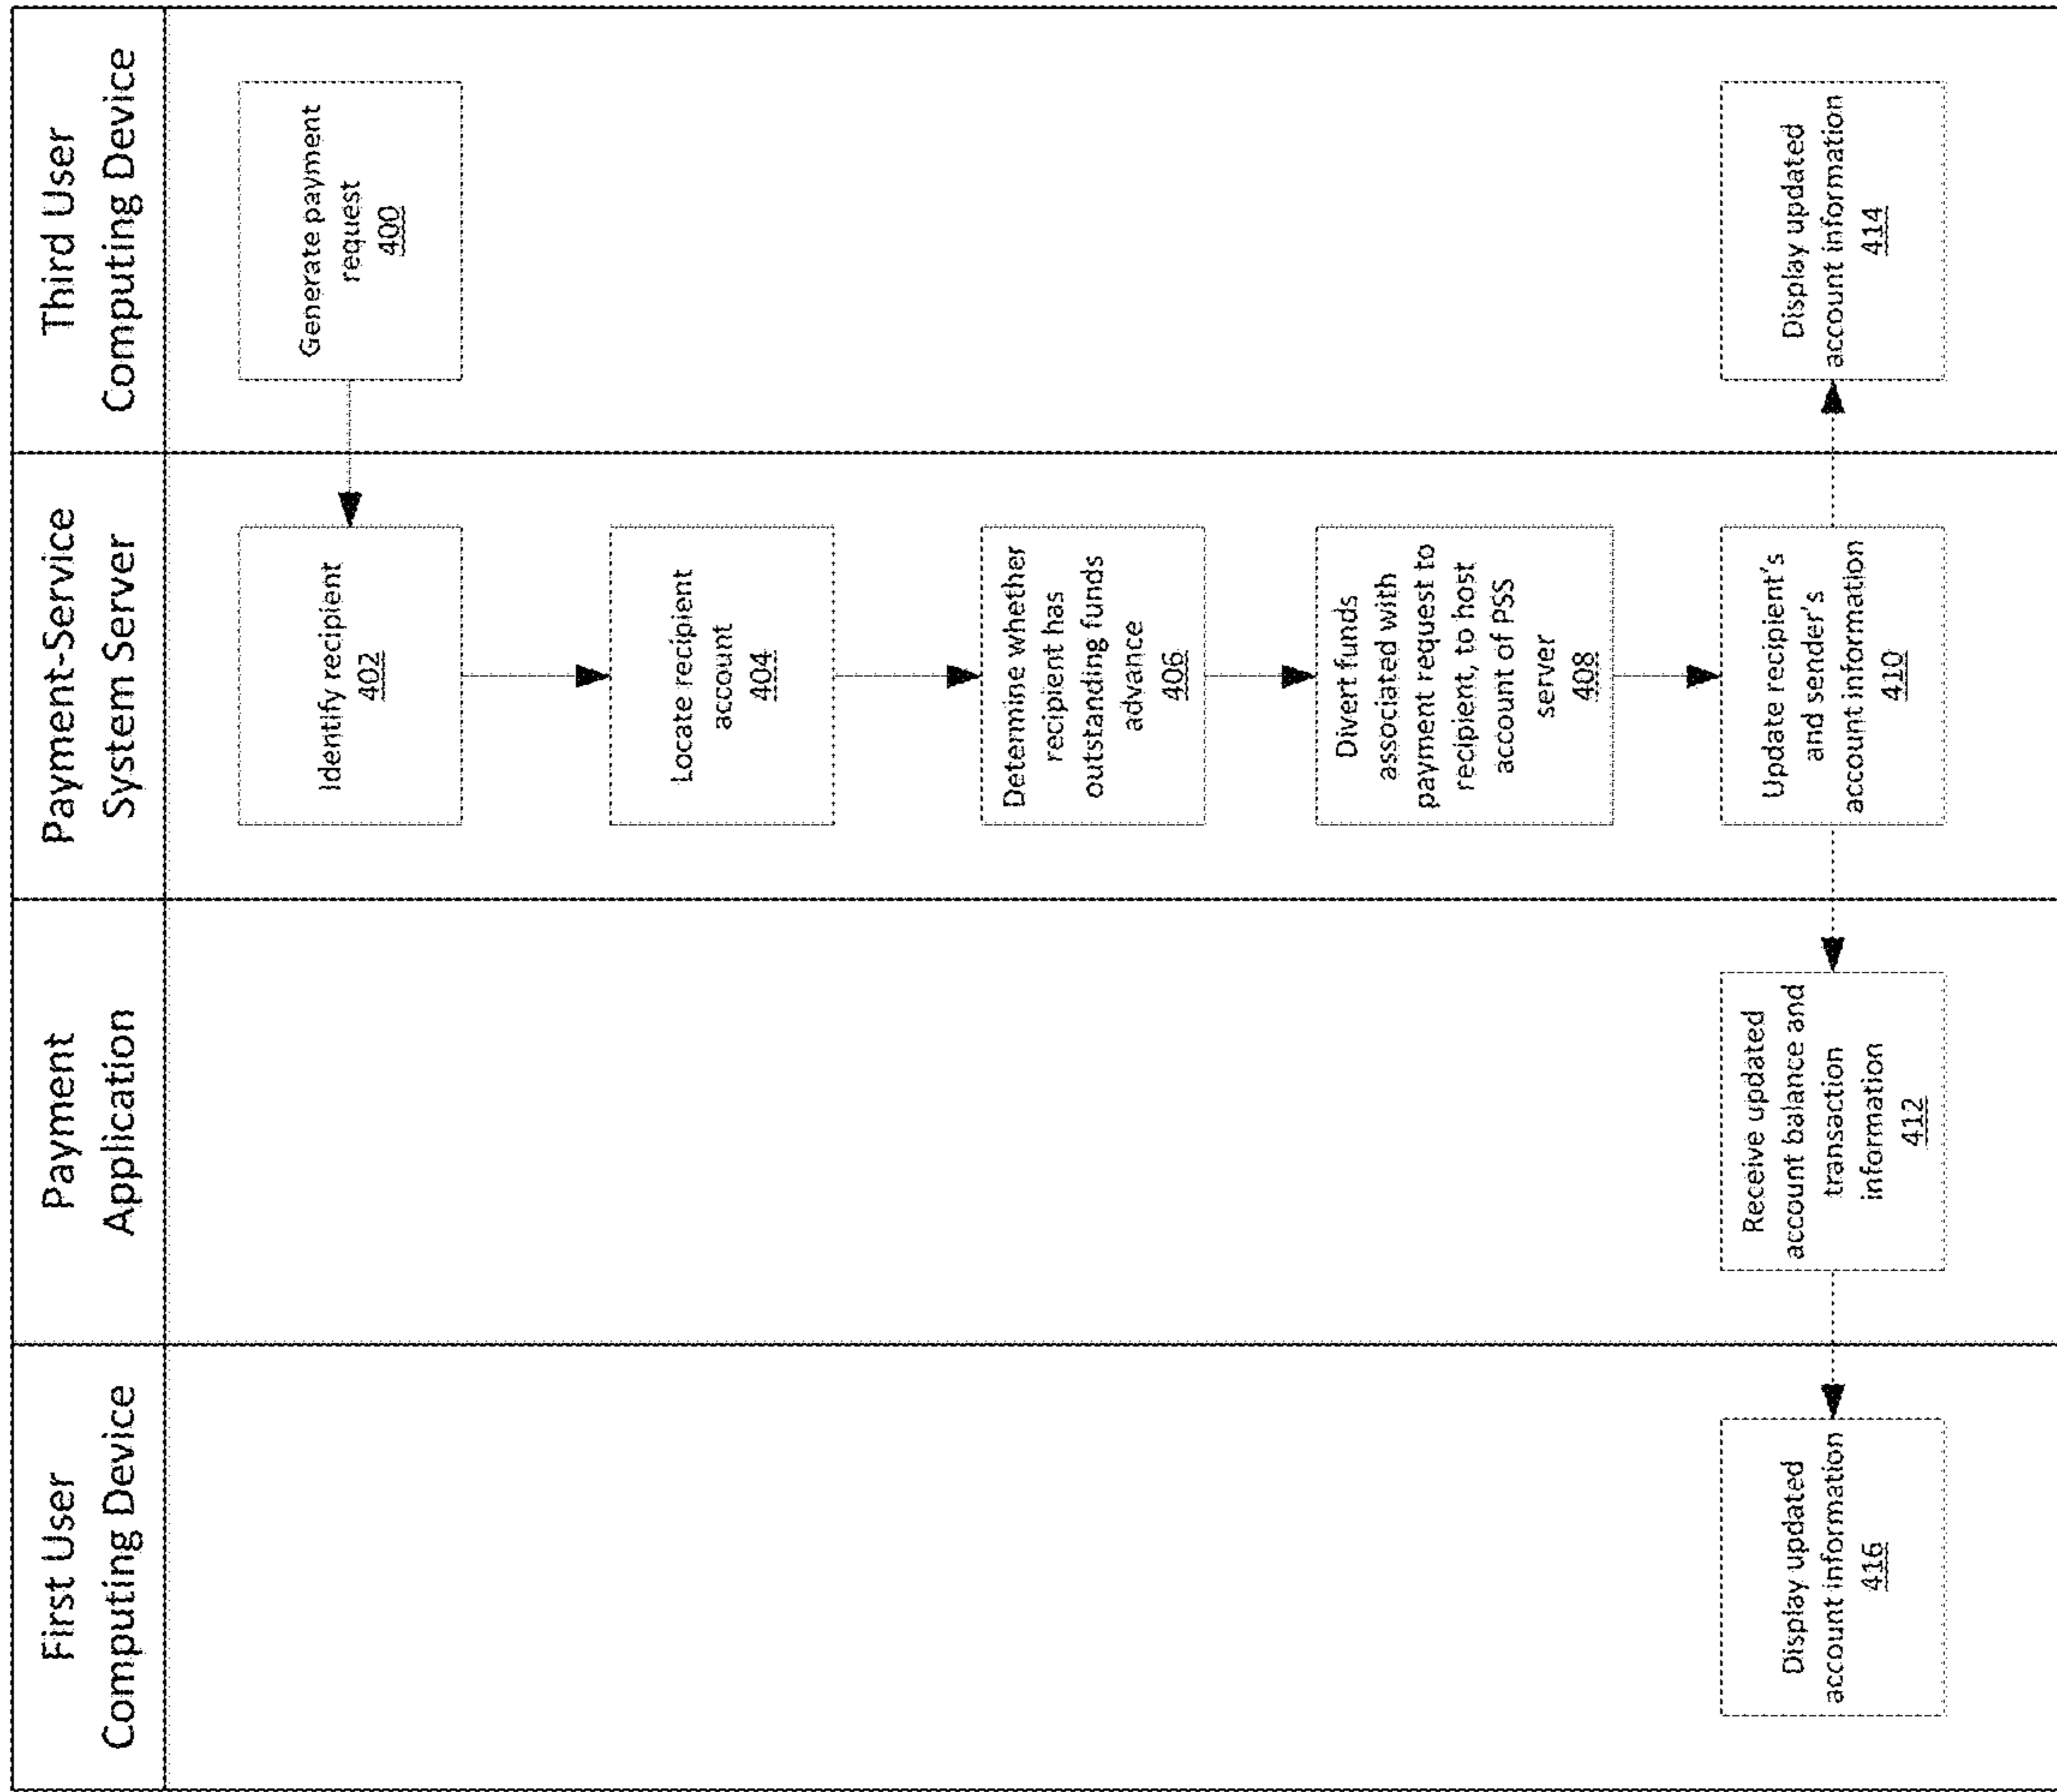 First User
Computing Device
Payment
Application
Payment-Service
System Server
Third User
Computing Device
Generate payment
request
400
Identify recipient
402
Locate recipient
account
404
Determine whether
recipient has
outstanding funds
advance
406
Divert funds
associated with
payment request to
recipient, to host
account of PSS
server
408
Update recipient's
and sender's
account information
410
Receive updated
account balance and
transaction
information
412
Display updated
account information
414
Display updated
account information
416